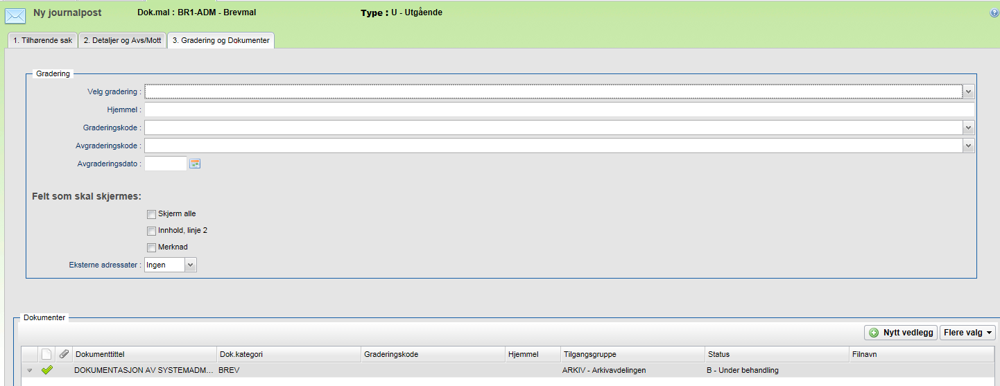 Ny journalpost Dok.mal : BR1-ADM - Brevmal Type : U - Utgående
1. Tilhørende sak 2. Detaljer og Avs/Mott 3. Gradering og Dokumenter
Gradering
Velg gradering :
Hjemmel :
Graderingskode :
Avgraderingskode :
Avgraderingsdato :
Felt som skal skjermes:
Skjerm alle
Innhold, linje 2
Merknad
Eksterne adressater : Ingen
Dokumenter
Nytt vedlegg Flere valg
Dokumenttittel Dok.kategori Graderingskode Hjemmel Tilgangsgruppe Status Filnavn
DOKUMENTASJON AV SYSTEMADM... BREV ARKIV - Arkivavdelingen B - Under behandling